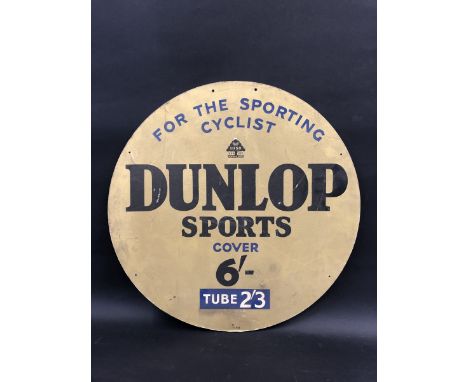 FOR THE SPORTING
CYCLIST
DUNLOP
SPORTS
COVER
6'-
TUBE 2'3